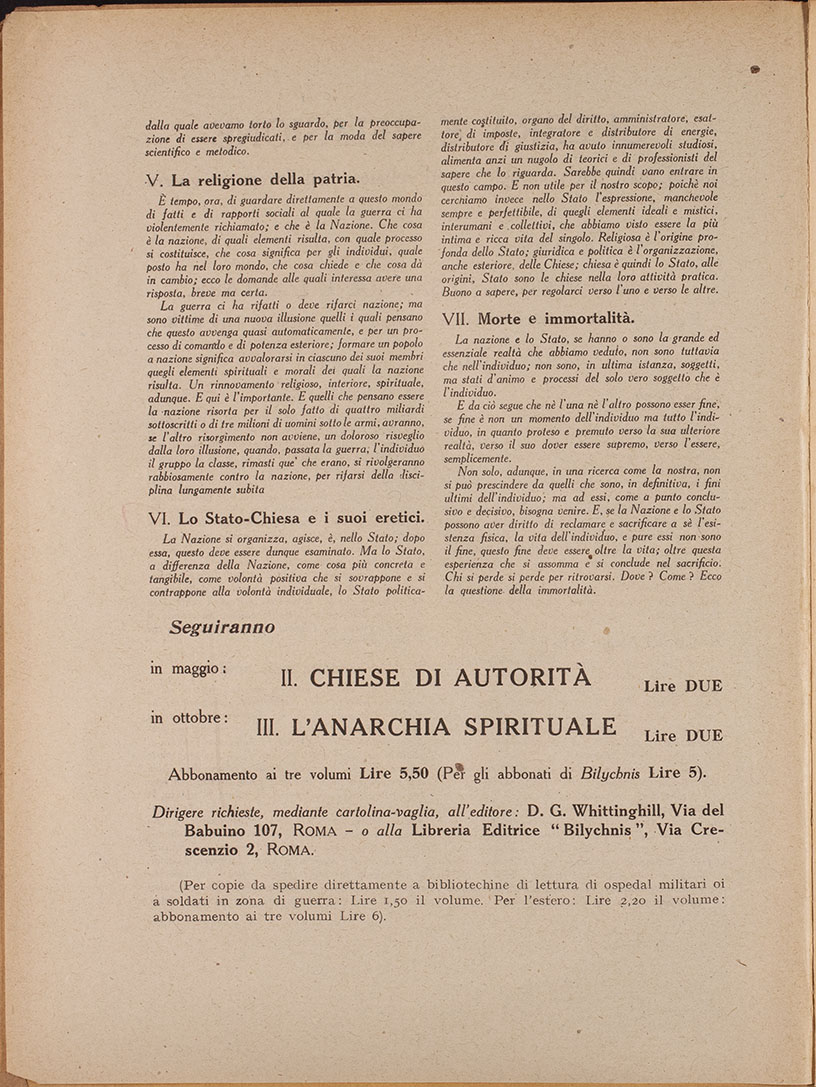 dalla quale avevamo torto lo sguardo, per la preoccupa-
zione di essere spregiudicati, e per la moda del sapere
scientifico e metodico.
V. La religione della patria.
È tempo, ora, di guardare direttamente a questo mondo
di fatti e di rapporti sociali al quale la guerra ci ha
violentemente richiamato; e che è la Nazione. Che cosa
è la nazione, di quali elementi risulta, con quale processo
si costituisce, che cosa significa per gli individui, quale
posto ha nel loro mondo, che cosa chiede e che cosa dà
in cambio; ecco le domande alle quali interessa avere una
risposta, breve ma certa.
La guerra ci ha rifatti o deve rifarci nazione; ma
sono vittime di una nuova illusione quelli i quali pensano
che questo avvenga quasi automaticamente, e per un pro-
cesso di comando e di potenza esteriore; formare un popolo
a nazione significa avvalorarsi in ciascuno dei suoi membri
quegli elementi spirituali e morali dei quali la nazione
risulta. Un rinnovamento religioso, interiore, spirituale,
adunque. E qui è l'importante. E quelli che pensano essere
la nazione risorta per il solo fatto di quattro miliardi
sottoscritti o di tre milioni di uomini sotto le armi, avranno,
se l'altro risorgimento non avviene, un doloroso risveglio
dalla loro illusione, quando, passata la guerra, l'individuo
il gruppo la classe, rimasti que' che erano, si rivolgeranno
rabbiosamente contro la nazione, per rifarsi della disci-
plina lungamente subita
VI. Lo Stato-Chiesa e i suoi eretici.
La Nazione si organizza, agisce, è, nello Stato; dopo
essa, questo deve essere dunque esaminato. Ma lo Stato,
a differenza della Nazione, come cosa più concreta e
tangibile, come volontà positiva che si sovrappone e si
contrappone alla volontà individuale, lo Stato politica-
mente costituito, organo del diritto, amministratore, esat-
tore, di imposte, integratore e distributore di energie,
distributore di giustizia, ha avuto innumerevoli studiosi,
alimenta anzi un nugolo di teorici e di professionisti del
sapere che lo riguarda. Sarebbe quindi vano entrare in
questo campo. E non utile per il nostro scopo; poichè noi
cerchiamo invece nello Stato l'espressione, manchevole
sempre e perfettibile, di quegli elementi ideali e mistici,
interumani e collettivi, che abbiamo visto essere la più
intima e ricca vita del singolo. Religiosa è l'origine pro-
fonda dello Stato; giuridica e politica è l'organizzazione,
anche esteriore, delle Chiese; chiesa è quindi lo Stato, alle
origini, Stato sono le chiese nella loro attività pratica.
Buono a sapere, per regolarci verso l'uno e verso le altre.
VII. Morte e immortalità.
La nazione e lo Stato, se hanno o sono la grande ed
essenziale realtà che abbiamo veduto, non sono tuttavia
che nell'individuo; non sono, in ultima istanza, soggetti,
ma stati d'animo e processi del solo vero soggetto che è
l'individuo.
E da ciò segue che nè l'una nè l'altro possono esser fine,
se fine è non un momento dell'individuo ma tutto l'indi-
viduo, in quanto proteso e premuto verso la sua ulteriore
realtà, verso il suo dover essere supremo, verso l'essere,
semplicemente.
Non solo, adunque, in una ricerca come la nostra, non
si può prescindere da quelli che sono, in definitiva, i fini
ultimi dell'individuo; ma ad essi, come a punto conclu-
sivo e decisivo, bisogna venire. E, se la Nazione e lo Stato
possono aver diritto di reclamare e sacrificare a sè l'esi-
stenza fisica, la vita dell'individuo, e pure essi non sono
il fine, questo fine deve essere oltre la vita; oltre questa
esperienza che si assomma e si conclude nel sacrificio.
Chi si perde si perde per ritrovarsi. Dove? Come? Ecco
la questione della immortalità.
Seguiranno
in maggio: II. CHIESE DI AUTORITÀ Lire DUE
in ottobre: III. L'ANARCHIA SPIRITUALE Lire DUE
Abbonamento ai tre volumi Lire 5,50 (Per gli abbonati di Bilychnis Lire 5).
Dirigere richieste, mediante cartolina-vaglia, all'editore: D. G. Whittinghill, Via del
Babuino 107, ROMA - o alla Libreria Editrice "Bilychnis", Via Cre-
scenzio 2, ROMA.
(Per copie da spedire direttamente a bibliotechine di lettura di ospedal militari oi
a soldati in zona di guerra: Lire 1,50 il volume. Per l'estero: Lire 2,20 il volume:
abbonamento ai tre volumi Lire 6).